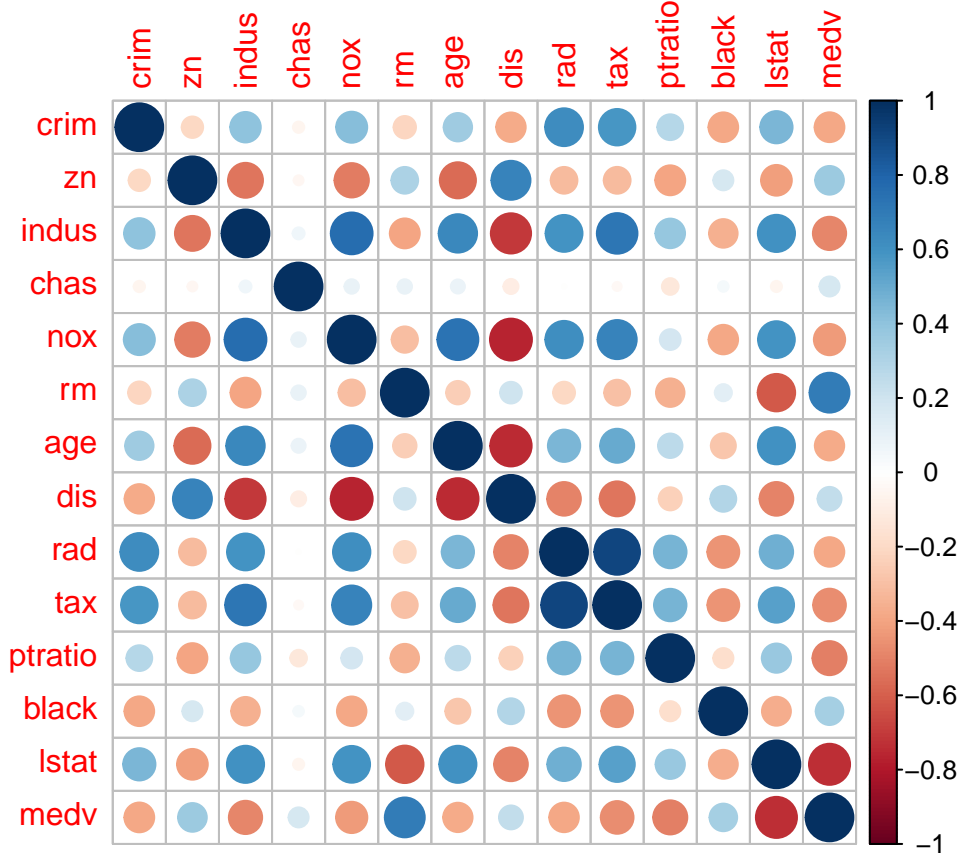 crim zn indus chas nox rm age dis rad tax ptratio black lstat medv
crim
zn
indus
chas
nox
rm
age
dis
rad
tax
ptratio
black
lstat
medv
1
0.8
0.6
0.4
0.2
0
−0.2
−0.4
−0.6
−0.8
−1